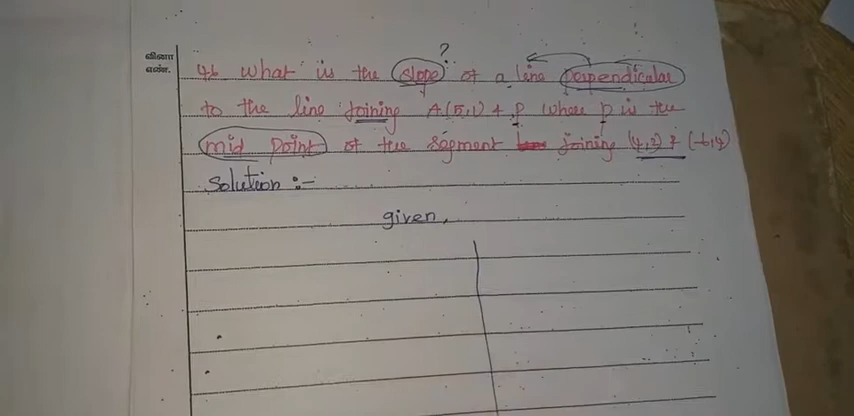 ?
வினா
எண்.
46 What is the slope of a line perpendicular
to the line joining A(5,1) & P where P is the
mid point of the segment joining (4,2) & (-6,4)
Solution :-
given,